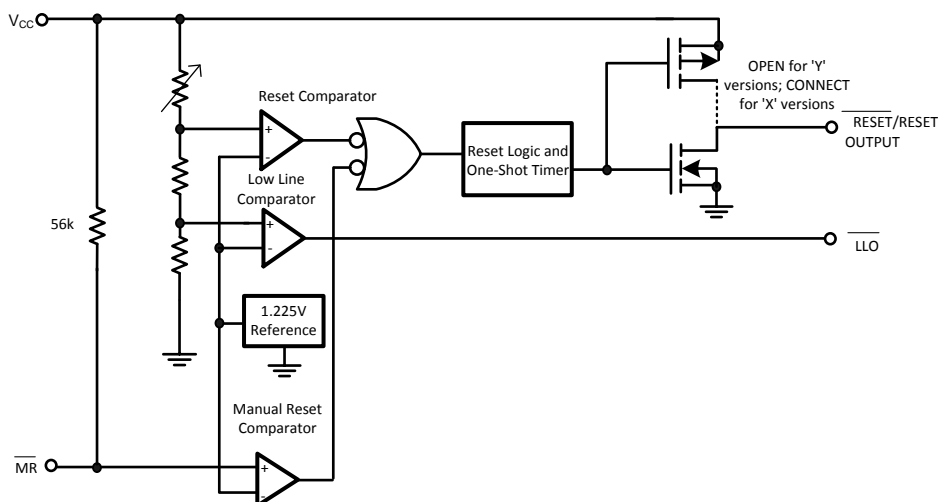 VCC
OPEN for 'Y'
versions; CONNECT
for 'X' versions
Reset Comparator
+
-
RESET/RESET
OUTPUT
Reset Logic and
One-Shot Timer
Low Line
Comparator
56k
+
-
LLO
1.225V
Reference
Manual Reset
Comparator
MR
+
-